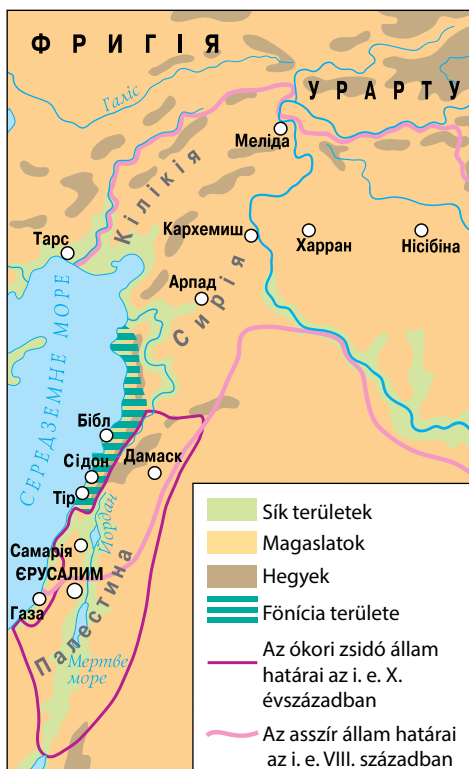 ФРИГІЯ
УРАРТУ
Галіс
Меліда
Кілікія
Тарс
Кархемиш
Харран
Нісібіна
Арпад
Сирія
СЕРЕДЗЕМНЕ МОРЕ
Бібл
Сідон
Дамаск
Тір
Йордан
Самарія
ЄРУСАЛИМ
Газа
Палестина
Мертве
море
Sík területek
Magaslatok
Hegyek
Fönícia területe
Az ókori zsidó állam
határai az i. e. X.
évszázadban
Az asszír állam határai
az i. e. VIII. században